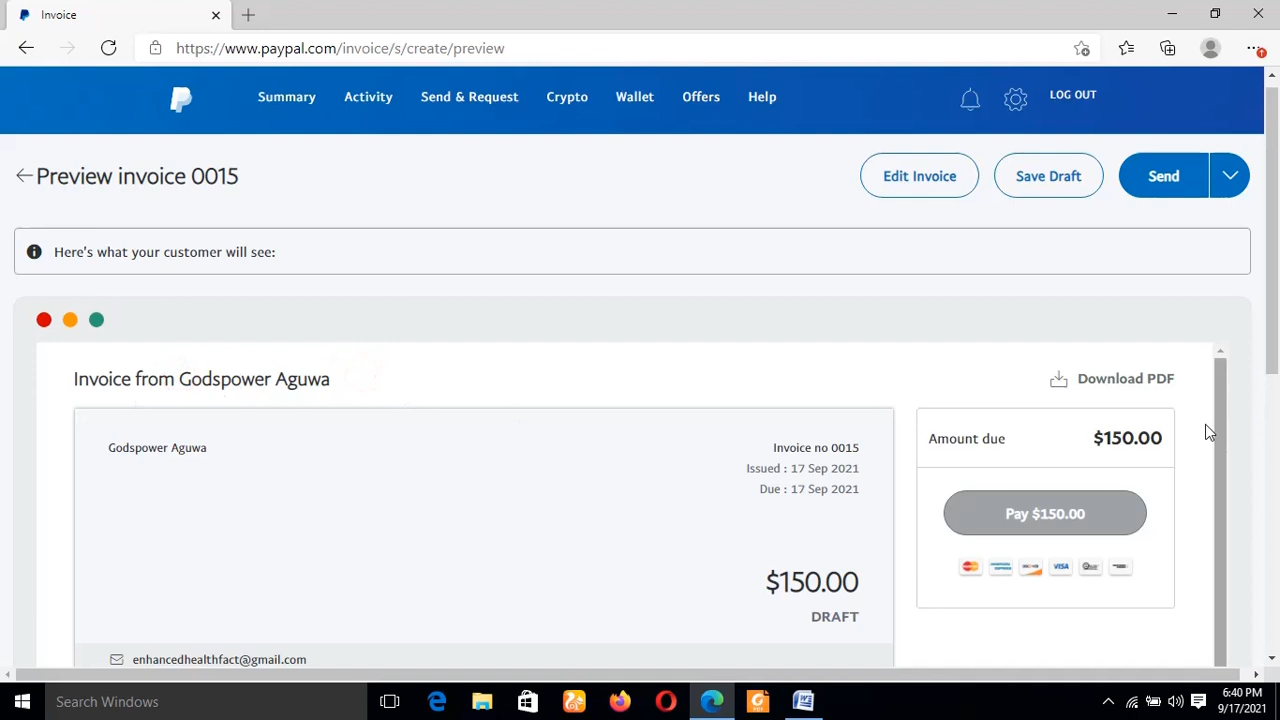 Invoice
https://www.paypal.com/invoice/s/create/preview
Summary Activity Send & Request Crypto Wallet Offers Help LOG OUT
Preview invoice 0015 Edit Invoice Save Draft Send
Here's what your customer will see:
Invoice from Godspower Aguwa Download PDF
Godspower Aguwa Invoice no 0015
Issued : 17 Sep 2021
Due : 17 Sep 2021
$150.00
DRAFT
enhancedhealthfact@gmail.com
Amount due $150.00
Pay $150.00
VISA
Search Windows
6:40 PM
9/17/2021